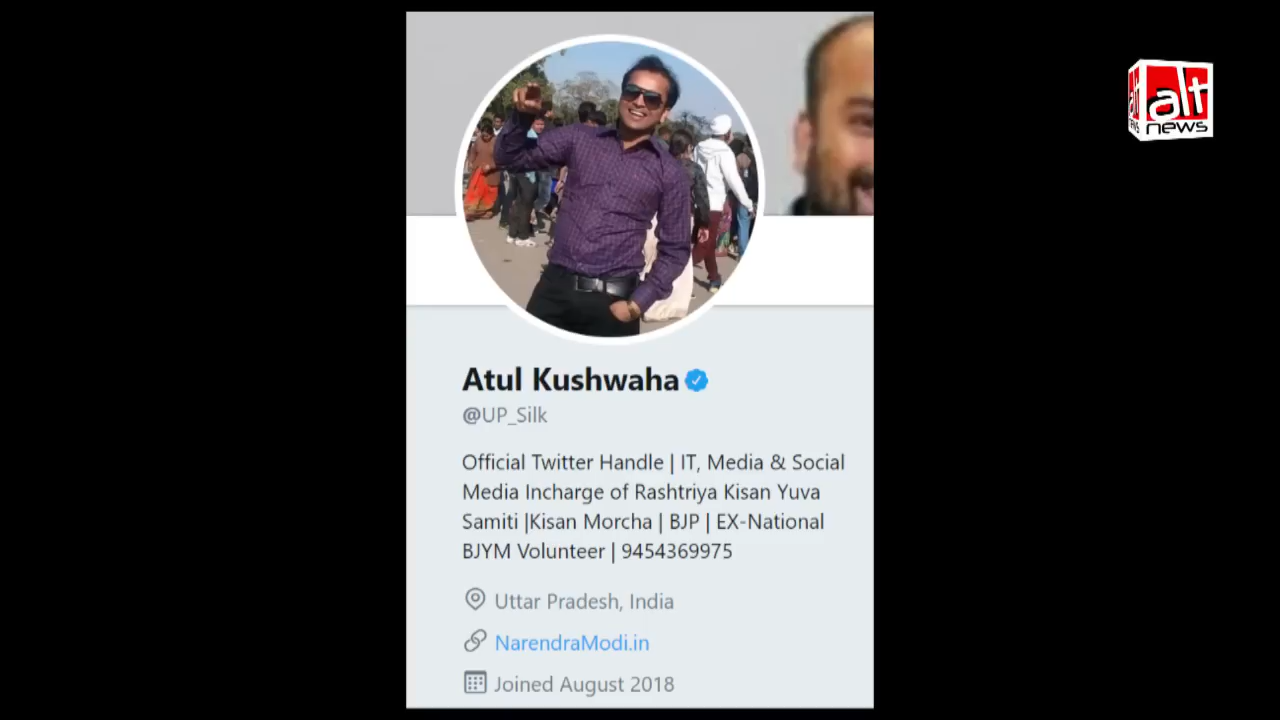 alt
news
Atul Kushwaha
@UP_Silk
Official Twitter Handle | IT, Media & Social
Media Incharge of Rashtriya Kisan Yuva
Samiti |Kisan Morcha | BJP | EX-National
BJYM Volunteer | 9454369975
Uttar Pradesh, India
NarendraModi.in
Joined August 2018